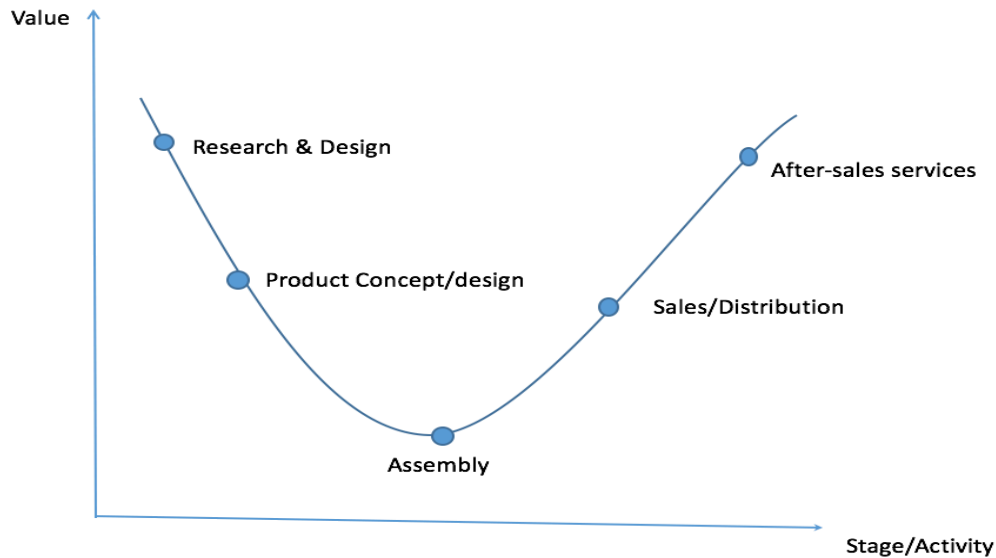 Value
Research & Design
After-sales services
Product Concept/design
Sales/Distribution
Assembly
Stage/Activity